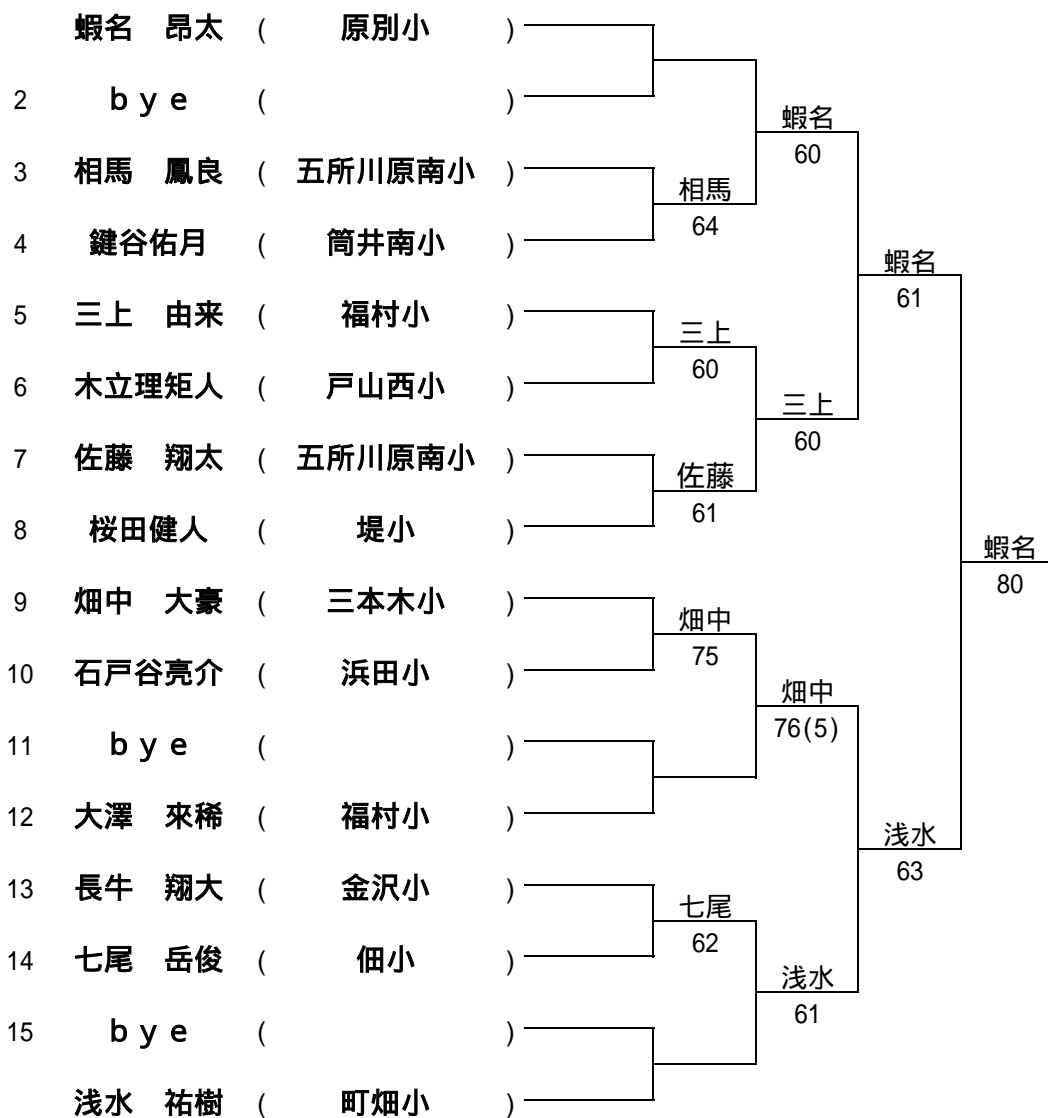 蝦名　昂太 ( 原別小 )
2 ｂｙｅ ( )
3 相馬　鳳良 ( 五所川原南小 )
4 鍵谷佑月 ( 筒井南小 )
5 三上　由来 ( 福村小 )
6 木立理矩人 ( 戸山西小 )
7 佐藤　翔太 ( 五所川原南小 )
8 桜田健人 ( 堤小 )
9 畑中　大豪 ( 三本木小 )
10 石戸谷亮介 ( 浜田小 )
11 ｂｙｅ ( )
12 大澤　來稀 ( 福村小 )
13 長牛　翔大 ( 金沢小 )
14 七尾　岳俊 ( 佃小 )
15 ｂｙｅ ( )
浅水　祐樹 ( 町畑小 )
相馬
64
三上
60
佐藤
61
畑中
75
七尾
62
蝦名
60
三上
60
畑中
76(5)
浅水
61
蝦名
61
浅水
63
蝦名
80